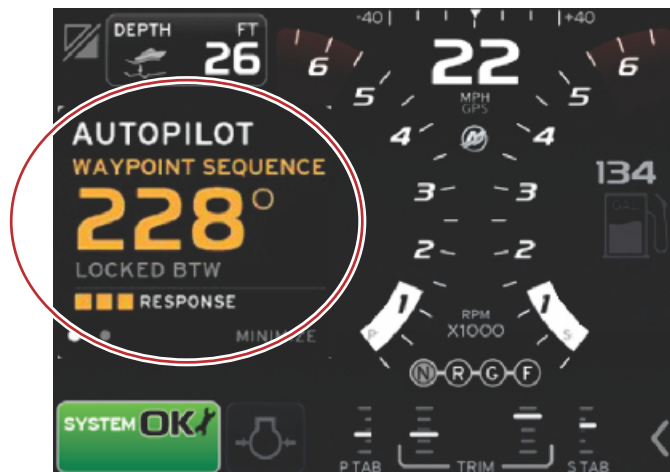 DEPTH FT
26
-40 +40
22
MPH
GPS
6 6
5 5
4 4
3 3
2 2
1 1
RPM
X1000
P S
N R G F
134
AUTOPILOT
WAYPOINT SEQUENCE
228°
LOCKED BTW
RESPONSE
MINIMIZE
SYSTEM OK
P TAB TRIM S TAB